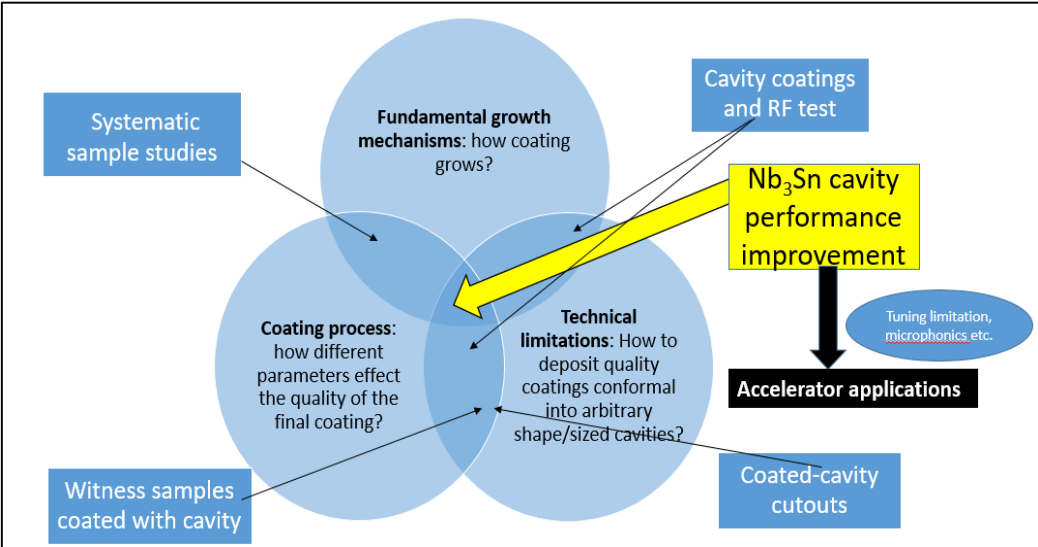 Cavity coatings
and RF test
Systematic
sample studies
Fundamental growth
mechanisms: how coating
grows?
Nb₃Sn cavity
performance
improvement
Tuning limitation,
microphonics etc.
Accelerator applications
Coating process:
how different
parameters effect
the quality of the
final coating?
Technical
limitations: How to
deposit quality
coatings conformal
into arbitrary
shape/sized cavities?
Witness samples
coated with cavity
Coated-cavity
cutouts